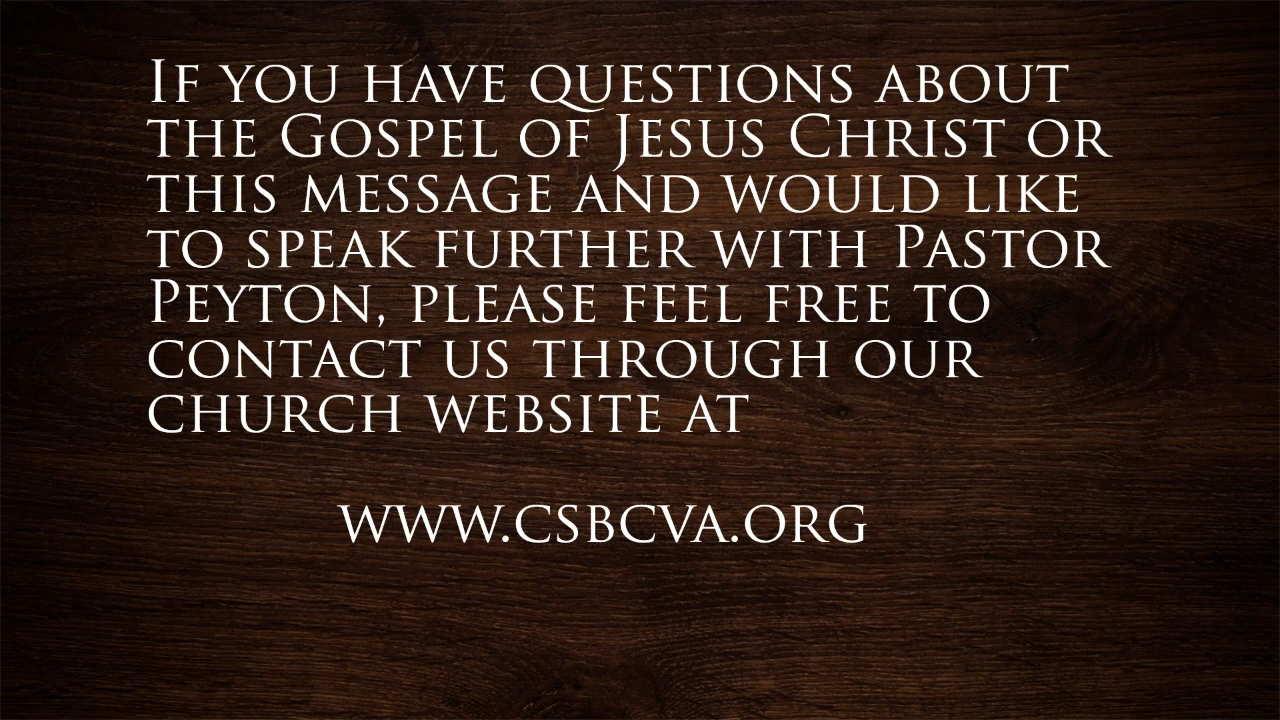 If you have questions about
the Gospel of Jesus Christ or
this message and would like
to speak further with Pastor
Peyton, please feel free to
contact us through our
church website at
www.csbcva.org